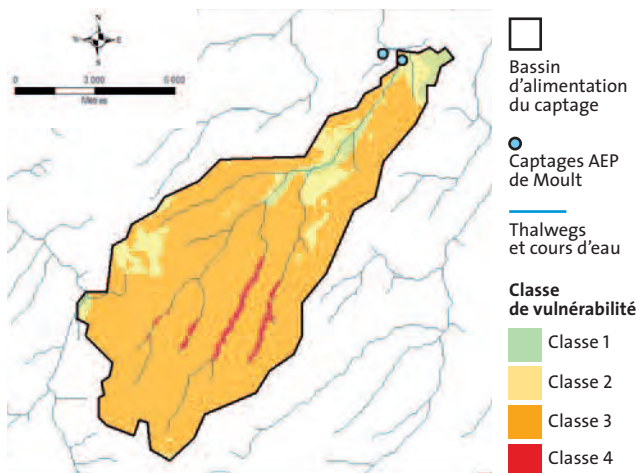 N
W E
S
0 3 000 6 000
Mètres
Bassin
d’alimentation
du captage
Captages AEP
de Moult
Thalwegs
et cours d’eau
Classe
de vulnérabilité
Classe 1
Classe 2
Classe 3
Classe 4